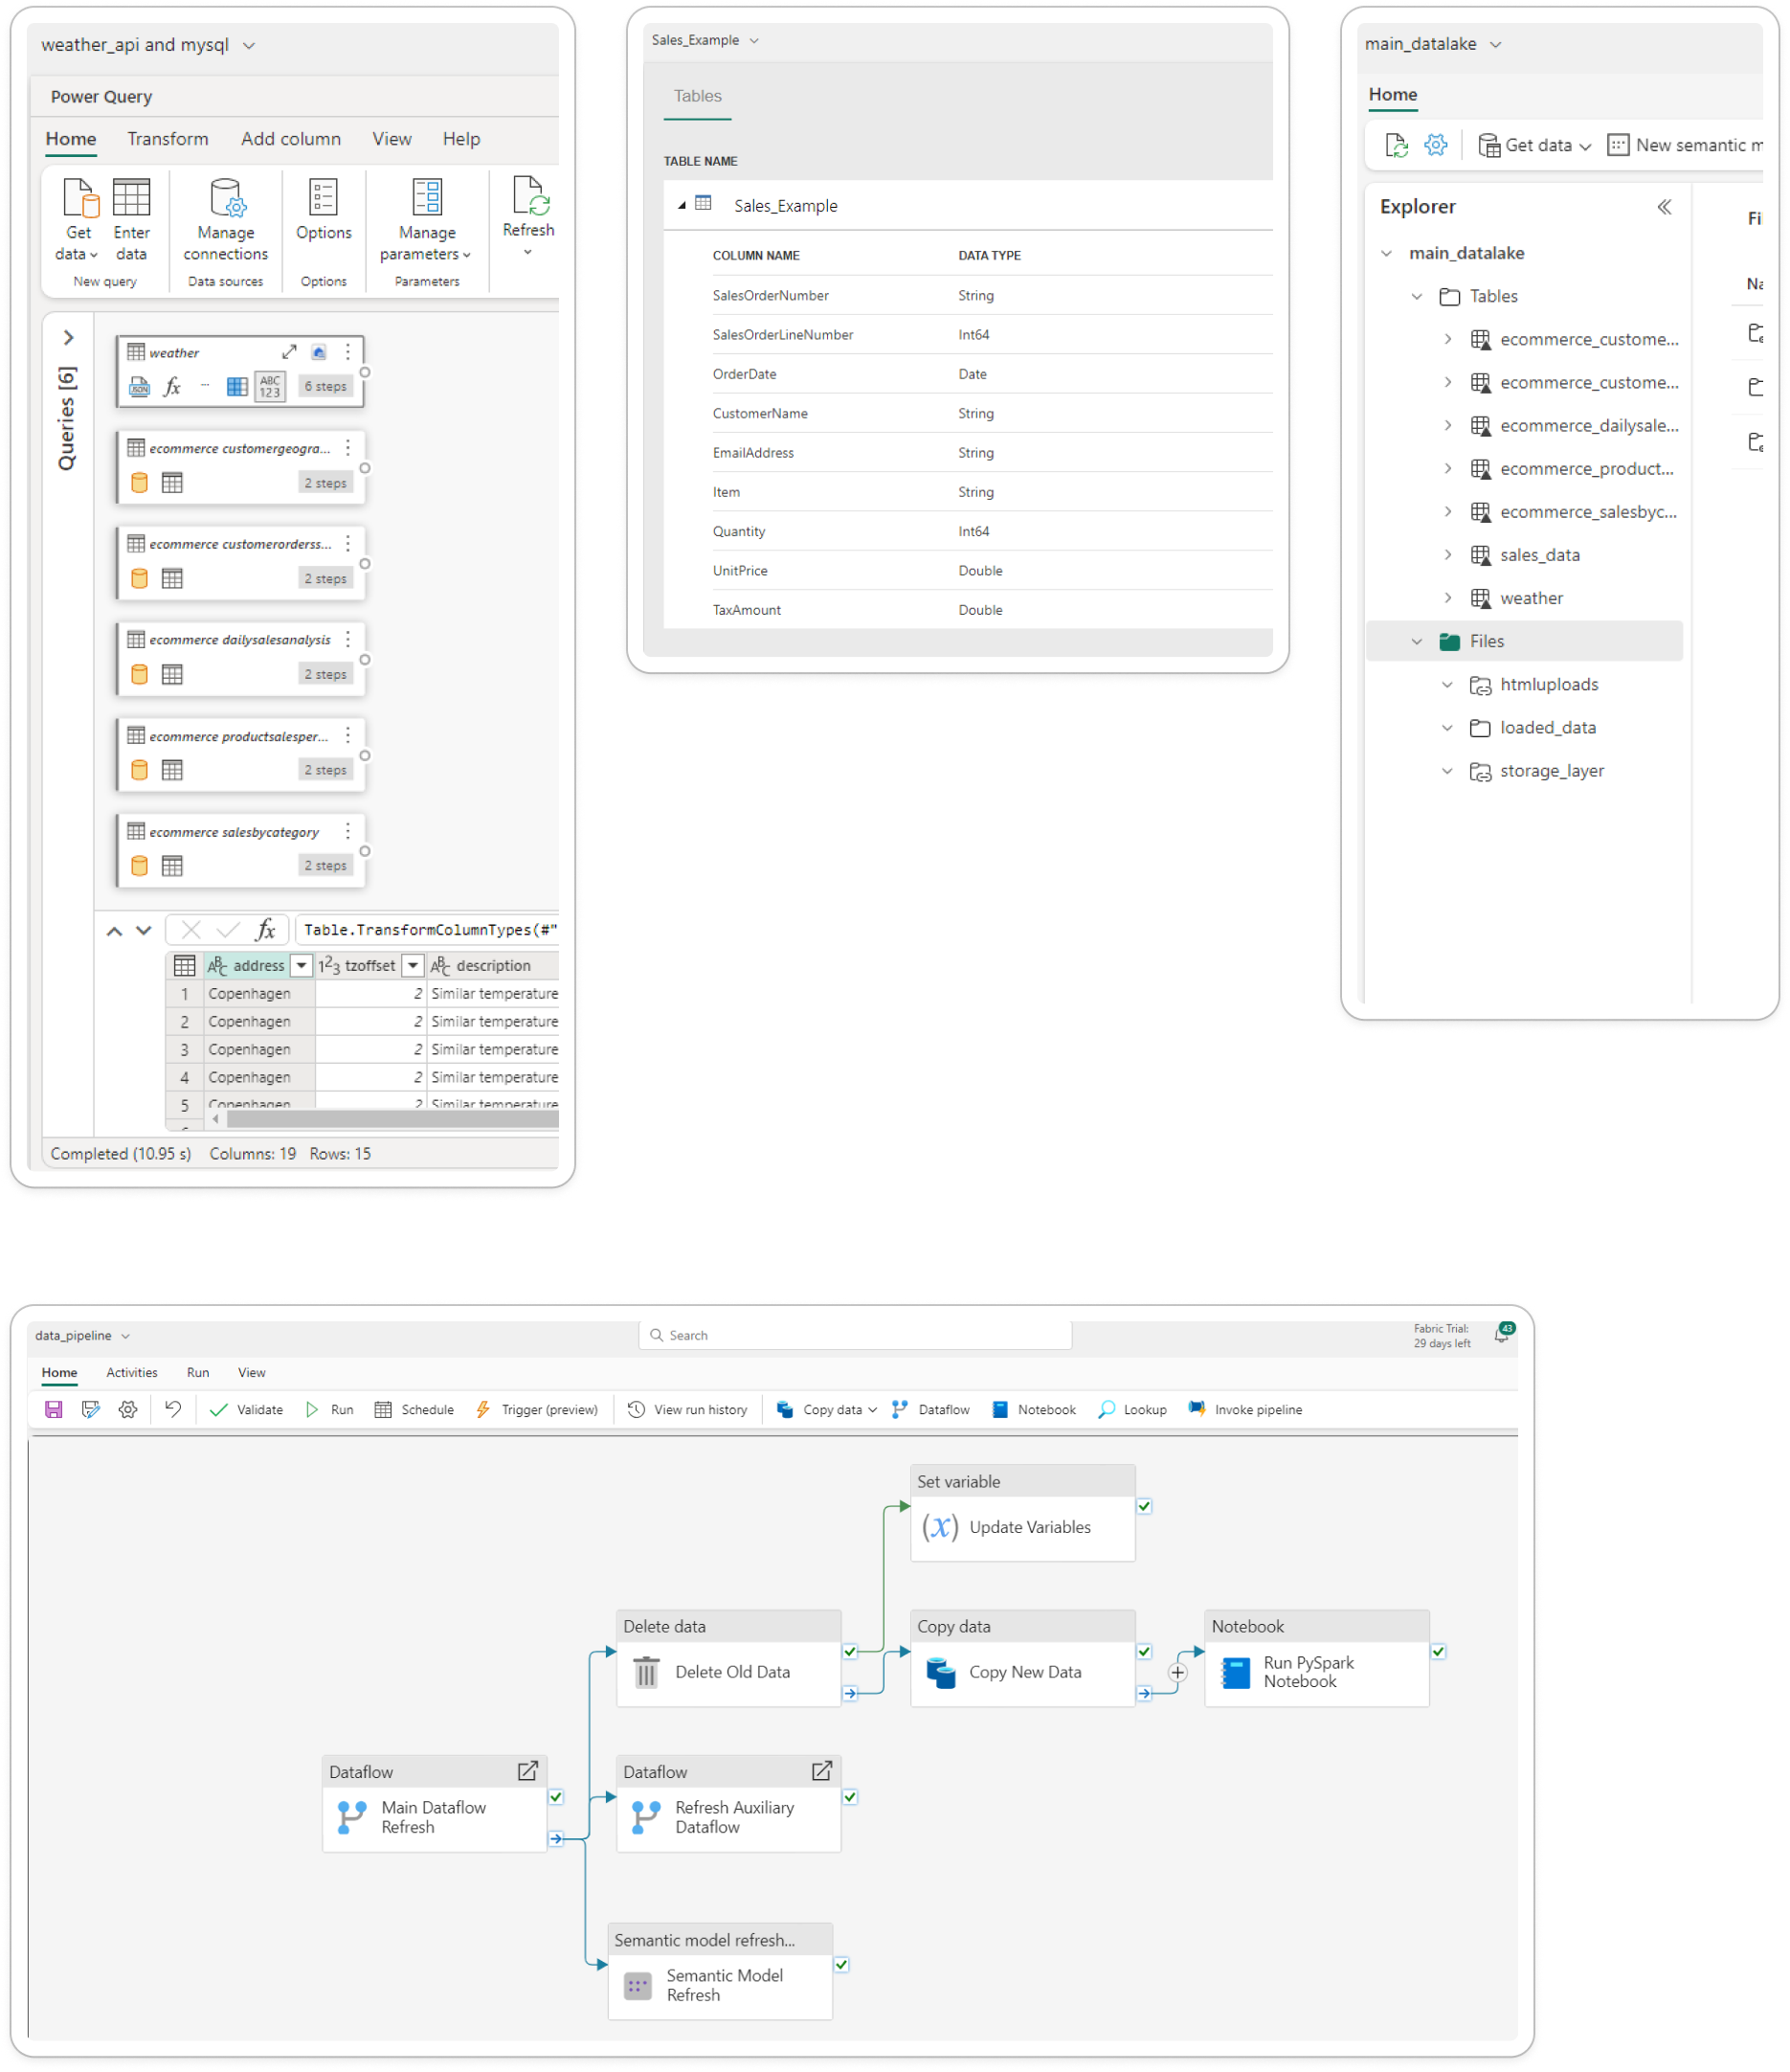 weather_api and mysql
Power Query
Home Transform Add column View Help
Get data
Enter data
Manage connections
Options
Manage parameters
Refresh
New query Data sources Options Parameters
Queries [6]
weather
JSON fx ... ABC 123 6 steps
ecommerce customergeogra...
2 steps
ecommerce customerorderss...
2 steps
ecommerce dailysalesanalysis
2 steps
ecommerce productsalesper...
2 steps
ecommerce salesbycategory
2 steps
fx Table.TransformColumnTypes(#"
ABC address 123 tzoffset ABC description
1 Copenhagen 2 Similar temperature
2 Copenhagen 2 Similar temperature
3 Copenhagen 2 Similar temperature
4 Copenhagen 2 Similar temperature
5 Copenhagen 2 Similar temperature
Completed (10.95 s) Columns: 19 Rows: 15
Sales_Example
Tables
TABLE NAME
Sales_Example
COLUMN NAME DATA TYPE
SalesOrderNumber String
SalesOrderLineNumber Int64
OrderDate Date
CustomerName String
EmailAddress String
Item String
Quantity Int64
UnitPrice Double
TaxAmount Double
main_datalake
Home
Get data New semantic m
Explorer
main_datalake
Tables
ecommerce_custome...
ecommerce_custome...
ecommerce_dailysale...
ecommerce_product...
ecommerce_salesbyc...
sales_data
weather
Files
htmluploads
loaded_data
storage_layer
data_pipeline
Search
Fabric Trial:
29 days left
43
Home Activities Run View
Validate Run Schedule Trigger (preview) View run history Copy data Dataflow Notebook Lookup Invoke pipeline
Set variable
(x) Update Variables
Delete data
Delete Old Data
Copy data
Copy New Data
Notebook
Run PySpark
Notebook
Dataflow
Main Dataflow
Refresh
Dataflow
Refresh Auxiliary
Dataflow
Semantic model refresh...
Semantic Model
Refresh